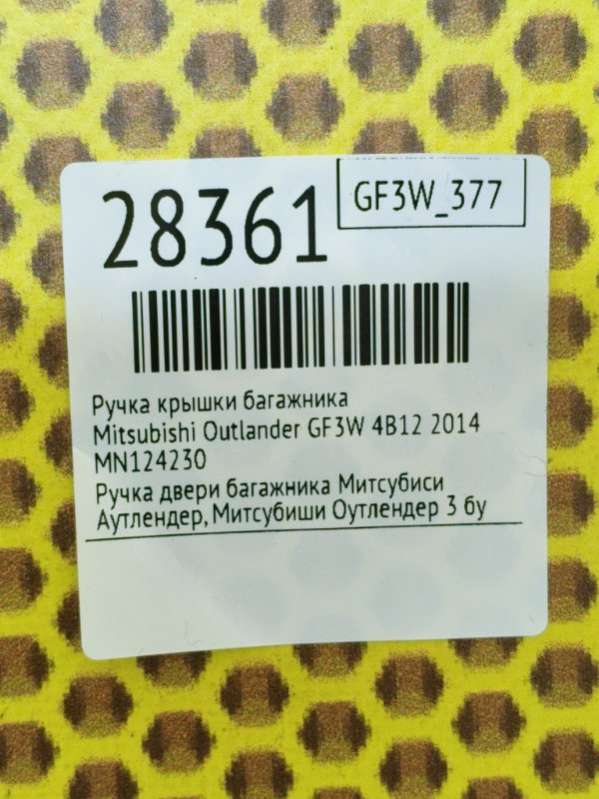 28361
GF3W_377
Ручка крышки багажника
Mitsubishi Outlander GF3W 4B12 2014
MN124230
Ручка двери багажника Митсубиси
Аутлендер, Митсубиши Оутлендер 3 бу